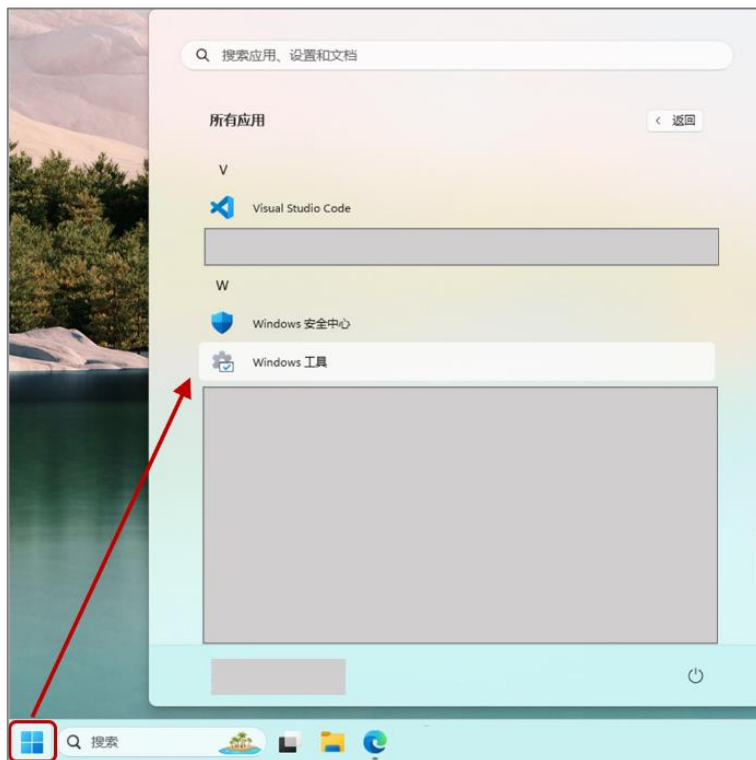 搜索应用、设置和文档
所有应用
返回
V
Visual Studio Code
W
Windows 安全中心
Windows 工具
搜索